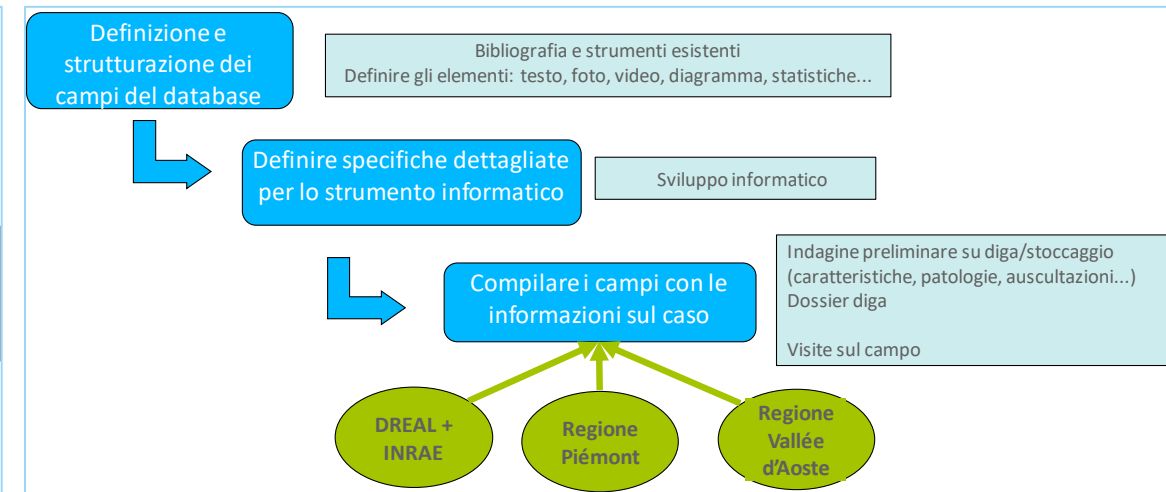 Definizione e
strutturazione dei
campi del database
Bibliografia e strumenti esistenti
Definire gli elementi: testo, foto, video, diagramma, statistiche...
Definire specifiche dettagliate
per lo strumento informatico
Sviluppo informatico
Compilare i campi con le
informazioni sul caso
Indagine preliminare su diga/stoccaggio
(caratteristiche, patologie, auscultazioni...)
Dossier diga
Visite sul campo
DREAL +
INRAE
Regione
Piémont
Regione
Vallée
d'Aoste